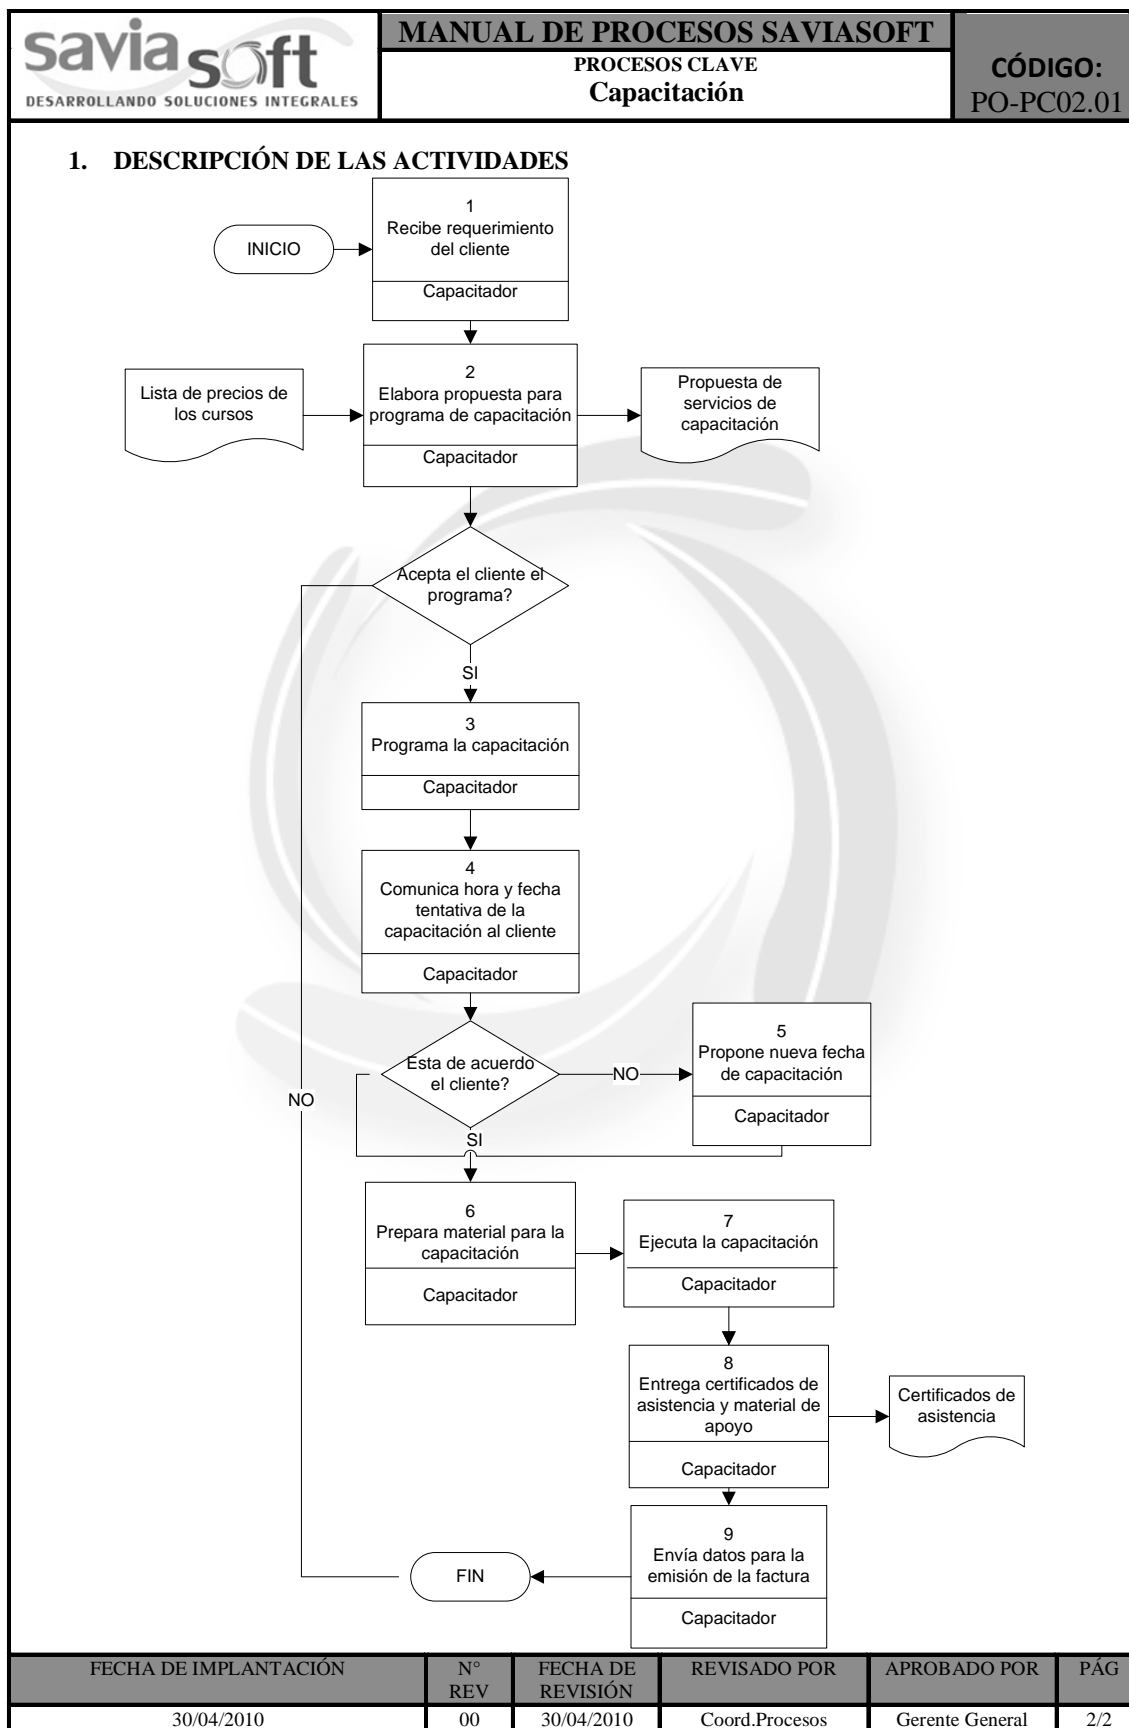 savia soft
DESARROLLANDO SOLUCIONES INTEGRALES
MANUAL DE PROCESOS SAVIASOFT
PROCESOS CLAVE
Capacitación
CÓDIGO:
PO-PC02.01
1. DESCRIPCIÓN DE LAS ACTIVIDADES
INICIO
1
Recibe requerimiento
del cliente
Capacitador
Lista de precios de
los cursos
2
Elabora propuesta para
programa de capacitación
Capacitador
Propuesta de
servicios de
capacitación
Acepta el cliente el
programa?
SI
3
Programa la capacitación
Capacitador
4
Comunica hora y fecha
tentativa de la
capacitación al cliente
Capacitador
Esta de acuerdo
el cliente?
NO
5
Propone nueva fecha
de capacitación
Capacitador
NO
SI
6
Prepara material para la
capacitación
Capacitador
7
Ejecuta la capacitación
Capacitador
8
Entrega certificados de
asistencia y material de
apoyo
Capacitador
Certificados de
asistencia
9
Envía datos para la
emisión de la factura
Capacitador
FIN
FECHA DE IMPLANTACIÓN
N°
REV
FECHA DE
REVISIÓN
REVISADO POR
APROBADO POR
PÁG
30/04/2010
00
30/04/2010
Coord.Procesos
Gerente General
2/2